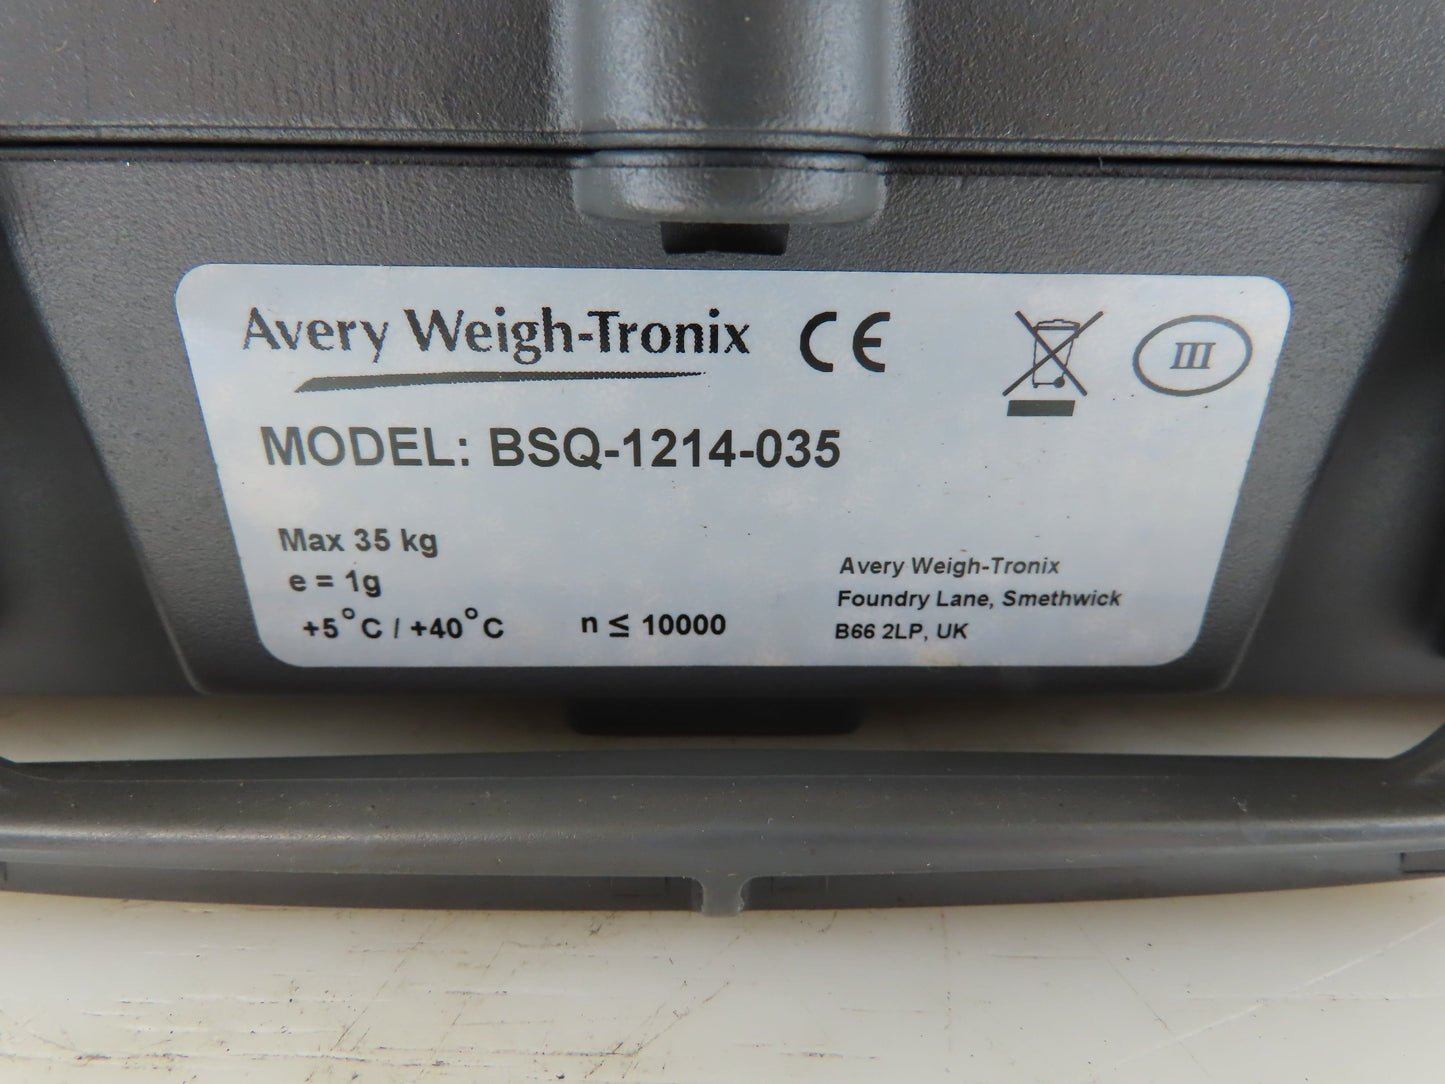 Avery Weigh-Tronix CE III
MODEL: BSQ-1214-035
Max 35 kg
e = 1g
+5°C / +40°C n ≤ 10000
Avery Weigh-Tronix
Foundry Lane, Smethwick
B66 2LP, UK